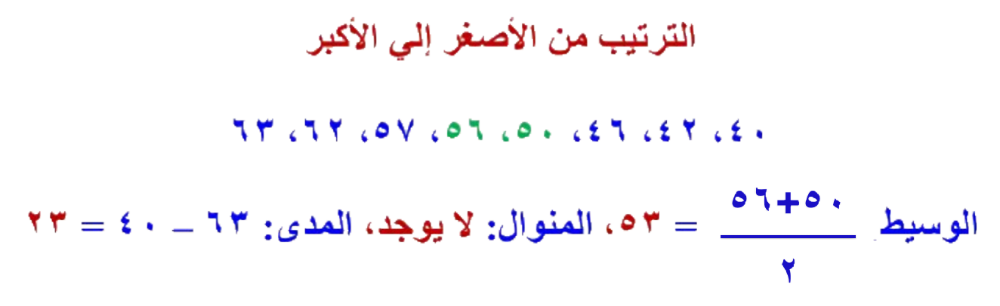 الترتيب من الأصغر إلي الأكبر
٤٠، ٤٢، ٤٦، ٥٠، ٥٦، ٥٧، ٦٢، ٦٣
الوسيط ٥٠+٥٦ / ٢ = ٥٣، المنوال: لا يوجد، المدى: ٦٣ – ٤٠ = ٢٣